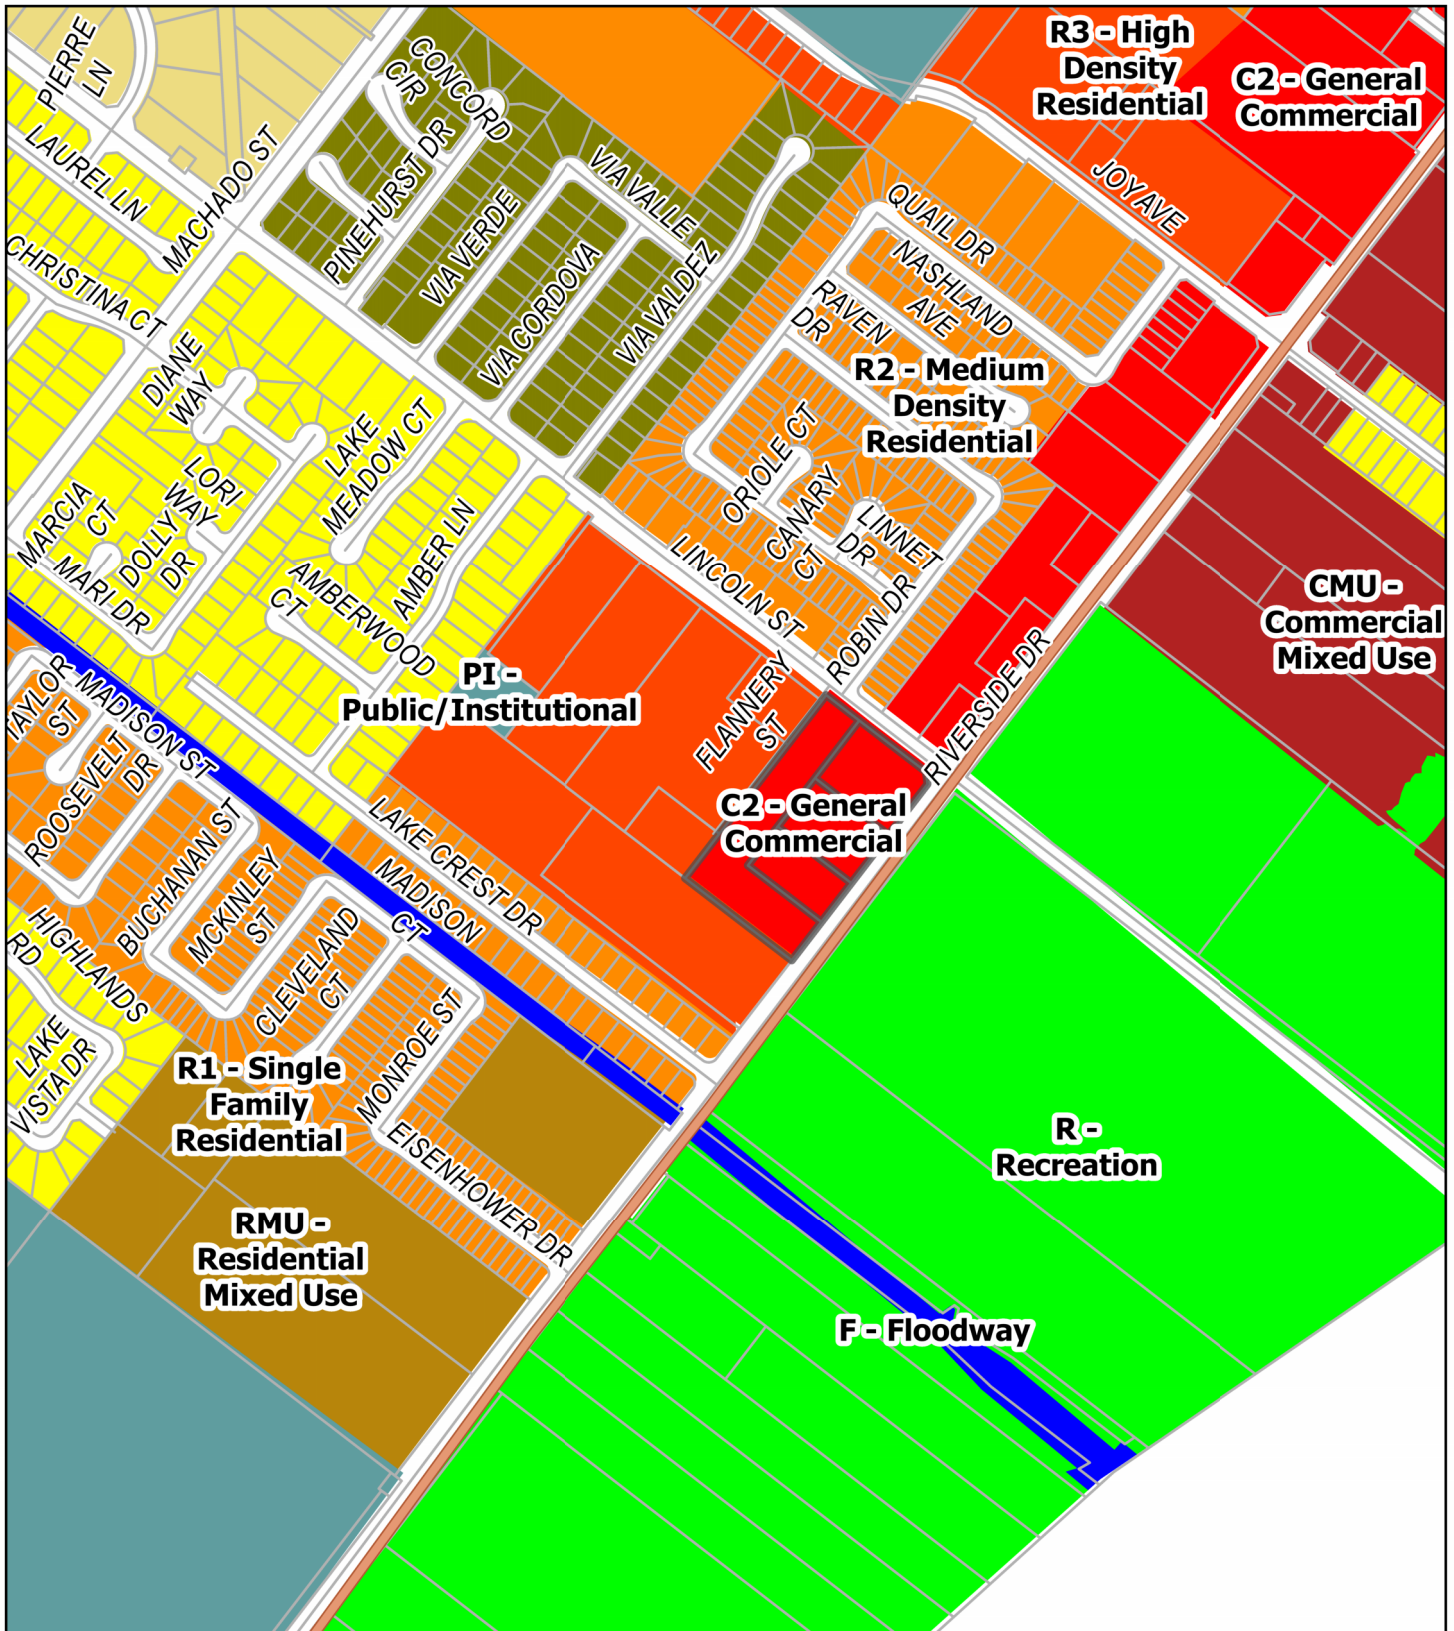 PIERRE
LN
LAUREL LN
CHRISTINA CT
MACHADO ST
CONCORD
CIR
PINEHURST DR
VIA VERDE
VIA VALLE
VIA CORDOVA
VIA VALDEZ
R3 - High
Density
Residential
C2 - General
Commercial
JOY AVE
QUAIL DR
NASHLAND
AVE
RAVEN
DR
R2 - Medium
Density
Residential
DIANE
WAY
LAKE
MEADOW CT
LORI
WAY
MARCIA
CT
DOLLY
DR
MARI DR
AMBER LN
AMBERWOOD
CT
ORIOLE CT
CANARY
CT
LINNET
DR
LINCOLN ST
ROBIN DR
RIVERSIDE DR
CMU -
Commercial
Mixed Use
PI -
Public/Institutional
FLANNERY
ST
C2 - General
Commercial
TAYLOR
ST
MADISON ST
ROOSEVELT
DR
BUCHANAN ST
MCKINLEY
ST
LAKE CREST DR
MADISON
CT
CLEVELAND
CT
HIGHLANDS
RD
LAKE
VISTA DR
MONROE ST
R1 - Single
Family
Residential
EISENHOWER DR
R -
Recreation
RMU -
Residential
Mixed Use
F - Floodway